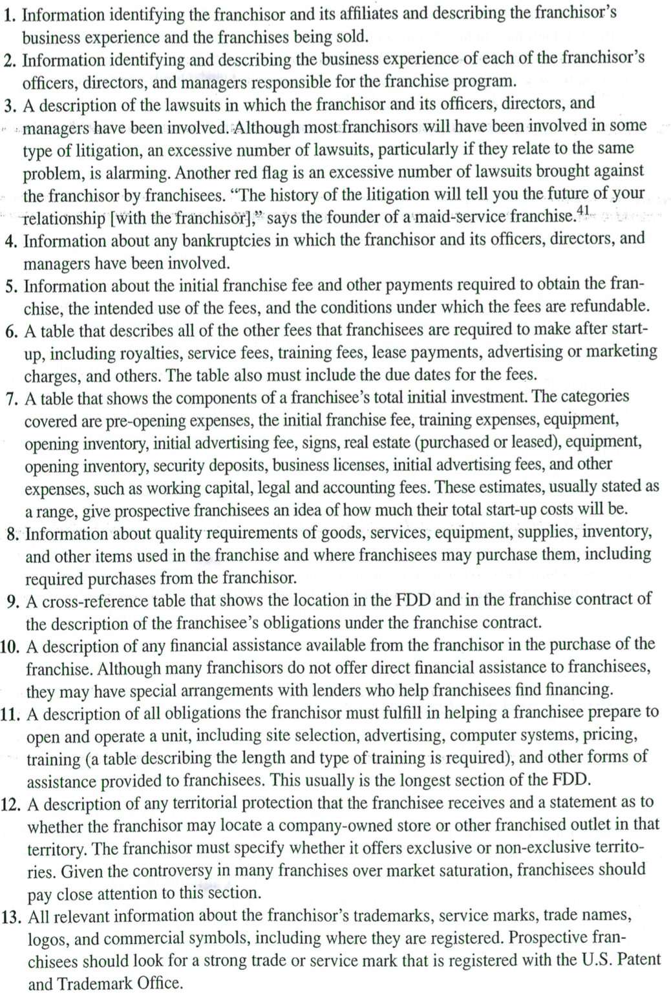 1. Information identifying the franchisor and its affiliates and describing the franchisor's
business experience and the franchises being sold.
2. Information identifying and describing the business experience of each of the franchisor's
officers, directors, and managers responsible for the franchise program.
3. A description of the lawsuits in which the franchisor and its officers, directors, and
managers have been involved. Although most franchisors will have been involved in some
type of litigation, an excessive number of lawsuits, particularly if they relate to the same
problem, is alarming. Another red flag is an excessive number of lawsuits brought against
the franchisor by franchisees. “The history of the litigation will tell you the future of your
relationship [with the franchisor],” says the founder of a maid-service franchise.41
4. Information about any bankruptcies in which the franchisor and its officers, directors, and
managers have been involved.
5. Information about the initial franchise fee and other payments required to obtain the fran-
chise, the intended use of the fees, and the conditions under which the fees are refundable.
6. A table that describes all of the other fees that franchisees are required to make after start-
up, including royalties, service fees, training fees, lease payments, advertising or marketing
charges, and others. The table also must include the due dates for the fees.
7. A table that shows the components of a franchisee's total initial investment. The categories
covered are pre-opening expenses, the initial franchise fee, training expenses, equipment,
opening inventory, initial advertising fee, signs, real estate (purchased or leased), equipment,
opening inventory, security deposits, business licenses, initial advertising fees, and other
expenses, such as working capital, legal and accounting fees. These estimates, usually stated as
a range, give prospective franchisees an idea of how much their total start-up costs will be.
8. Information about quality requirements of goods, services, equipment, supplies, inventory,
and other items used in the franchise and where franchisees may purchase them, including
required purchases from the franchisor.
9. A cross-reference table that shows the location in the FDD and in the franchise contract of
the description of the franchisee's obligations under the franchise contract.
10. A description of any financial assistance available from the franchisor in the purchase of the
franchise. Although many franchisors do not offer direct financial assistance to franchisees,
they may have special arrangements with lenders who help franchisees find financing.
11. A description of all obligations the franchisor must fulfill in helping a franchisee prepare to
open and operate a unit, including site selection, advertising, computer systems, pricing,
training (a table describing the length and type of training is required), and other forms of
assistance provided to franchisees. This usually is the longest section of the FDD.
12. A description of any territorial protection that the franchisee receives and a statement as to
whether the franchisor may locate a company-owned store or other franchised outlet in that
territory. The franchisor must specify whether it offers exclusive or non-exclusive territo-
ries. Given the controversy in many franchises over market saturation, franchisees should
pay close attention to this section.
13. All relevant information about the franchisor's trademarks, service marks, trade names,
logos, and commercial symbols, including where they are registered. Prospective fran-
chisees should look for a strong trade or service mark that is registered with the U.S. Patent
and Trademark Office.